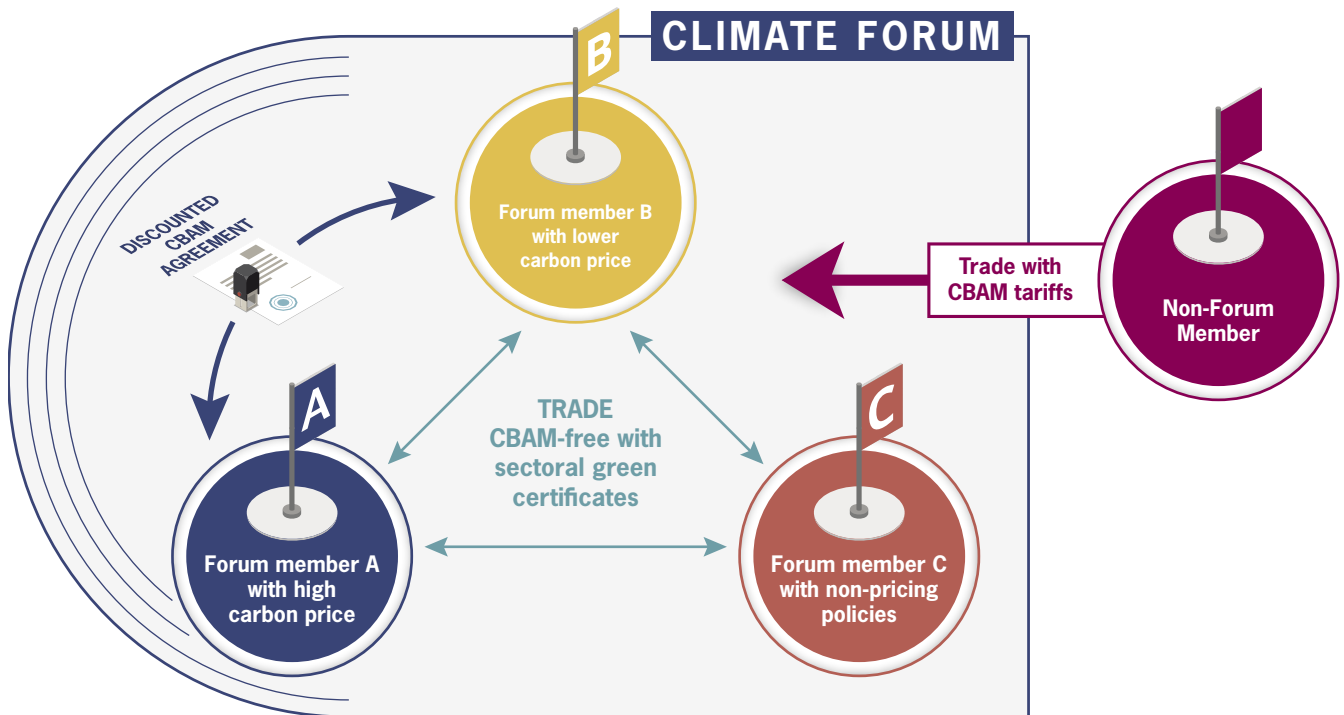 CLIMATE FORUM
B
Forum member B
with lower
carbon price
DISCOUNTED
CBAM
AGREEMENT
Trade with
CBAM tariffs
Non-Forum
Member
A
Forum member A
with high
carbon price
TRADE
CBAM-free with
sectoral green
certificates
C
Forum member C
with non-pricing
policies